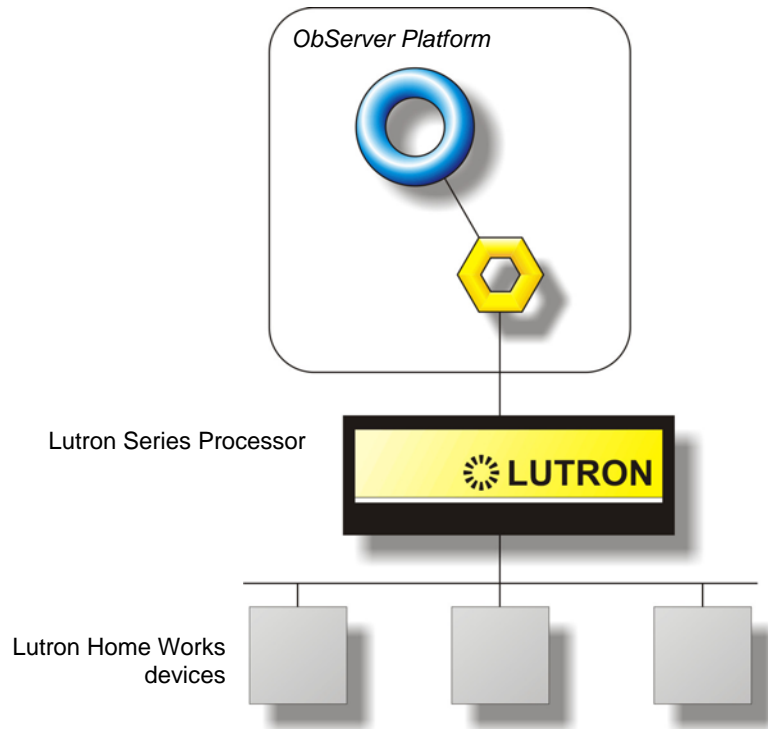 ObServer Platform
Lutron Series Processor
LUTRON
Lutron Home Works
devices